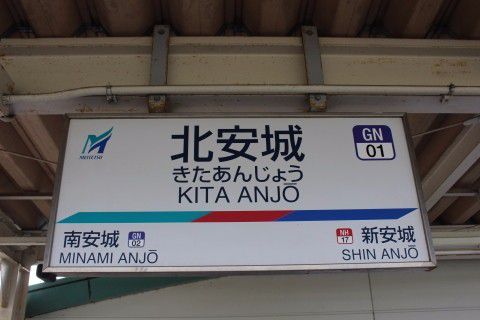 MEITETSU
北安城
きたあんじょう
KITA ANJŌ
GN
01
南安城
GN
02
MINAMI ANJŌ
NH
17
新安城
SHIN ANJŌ